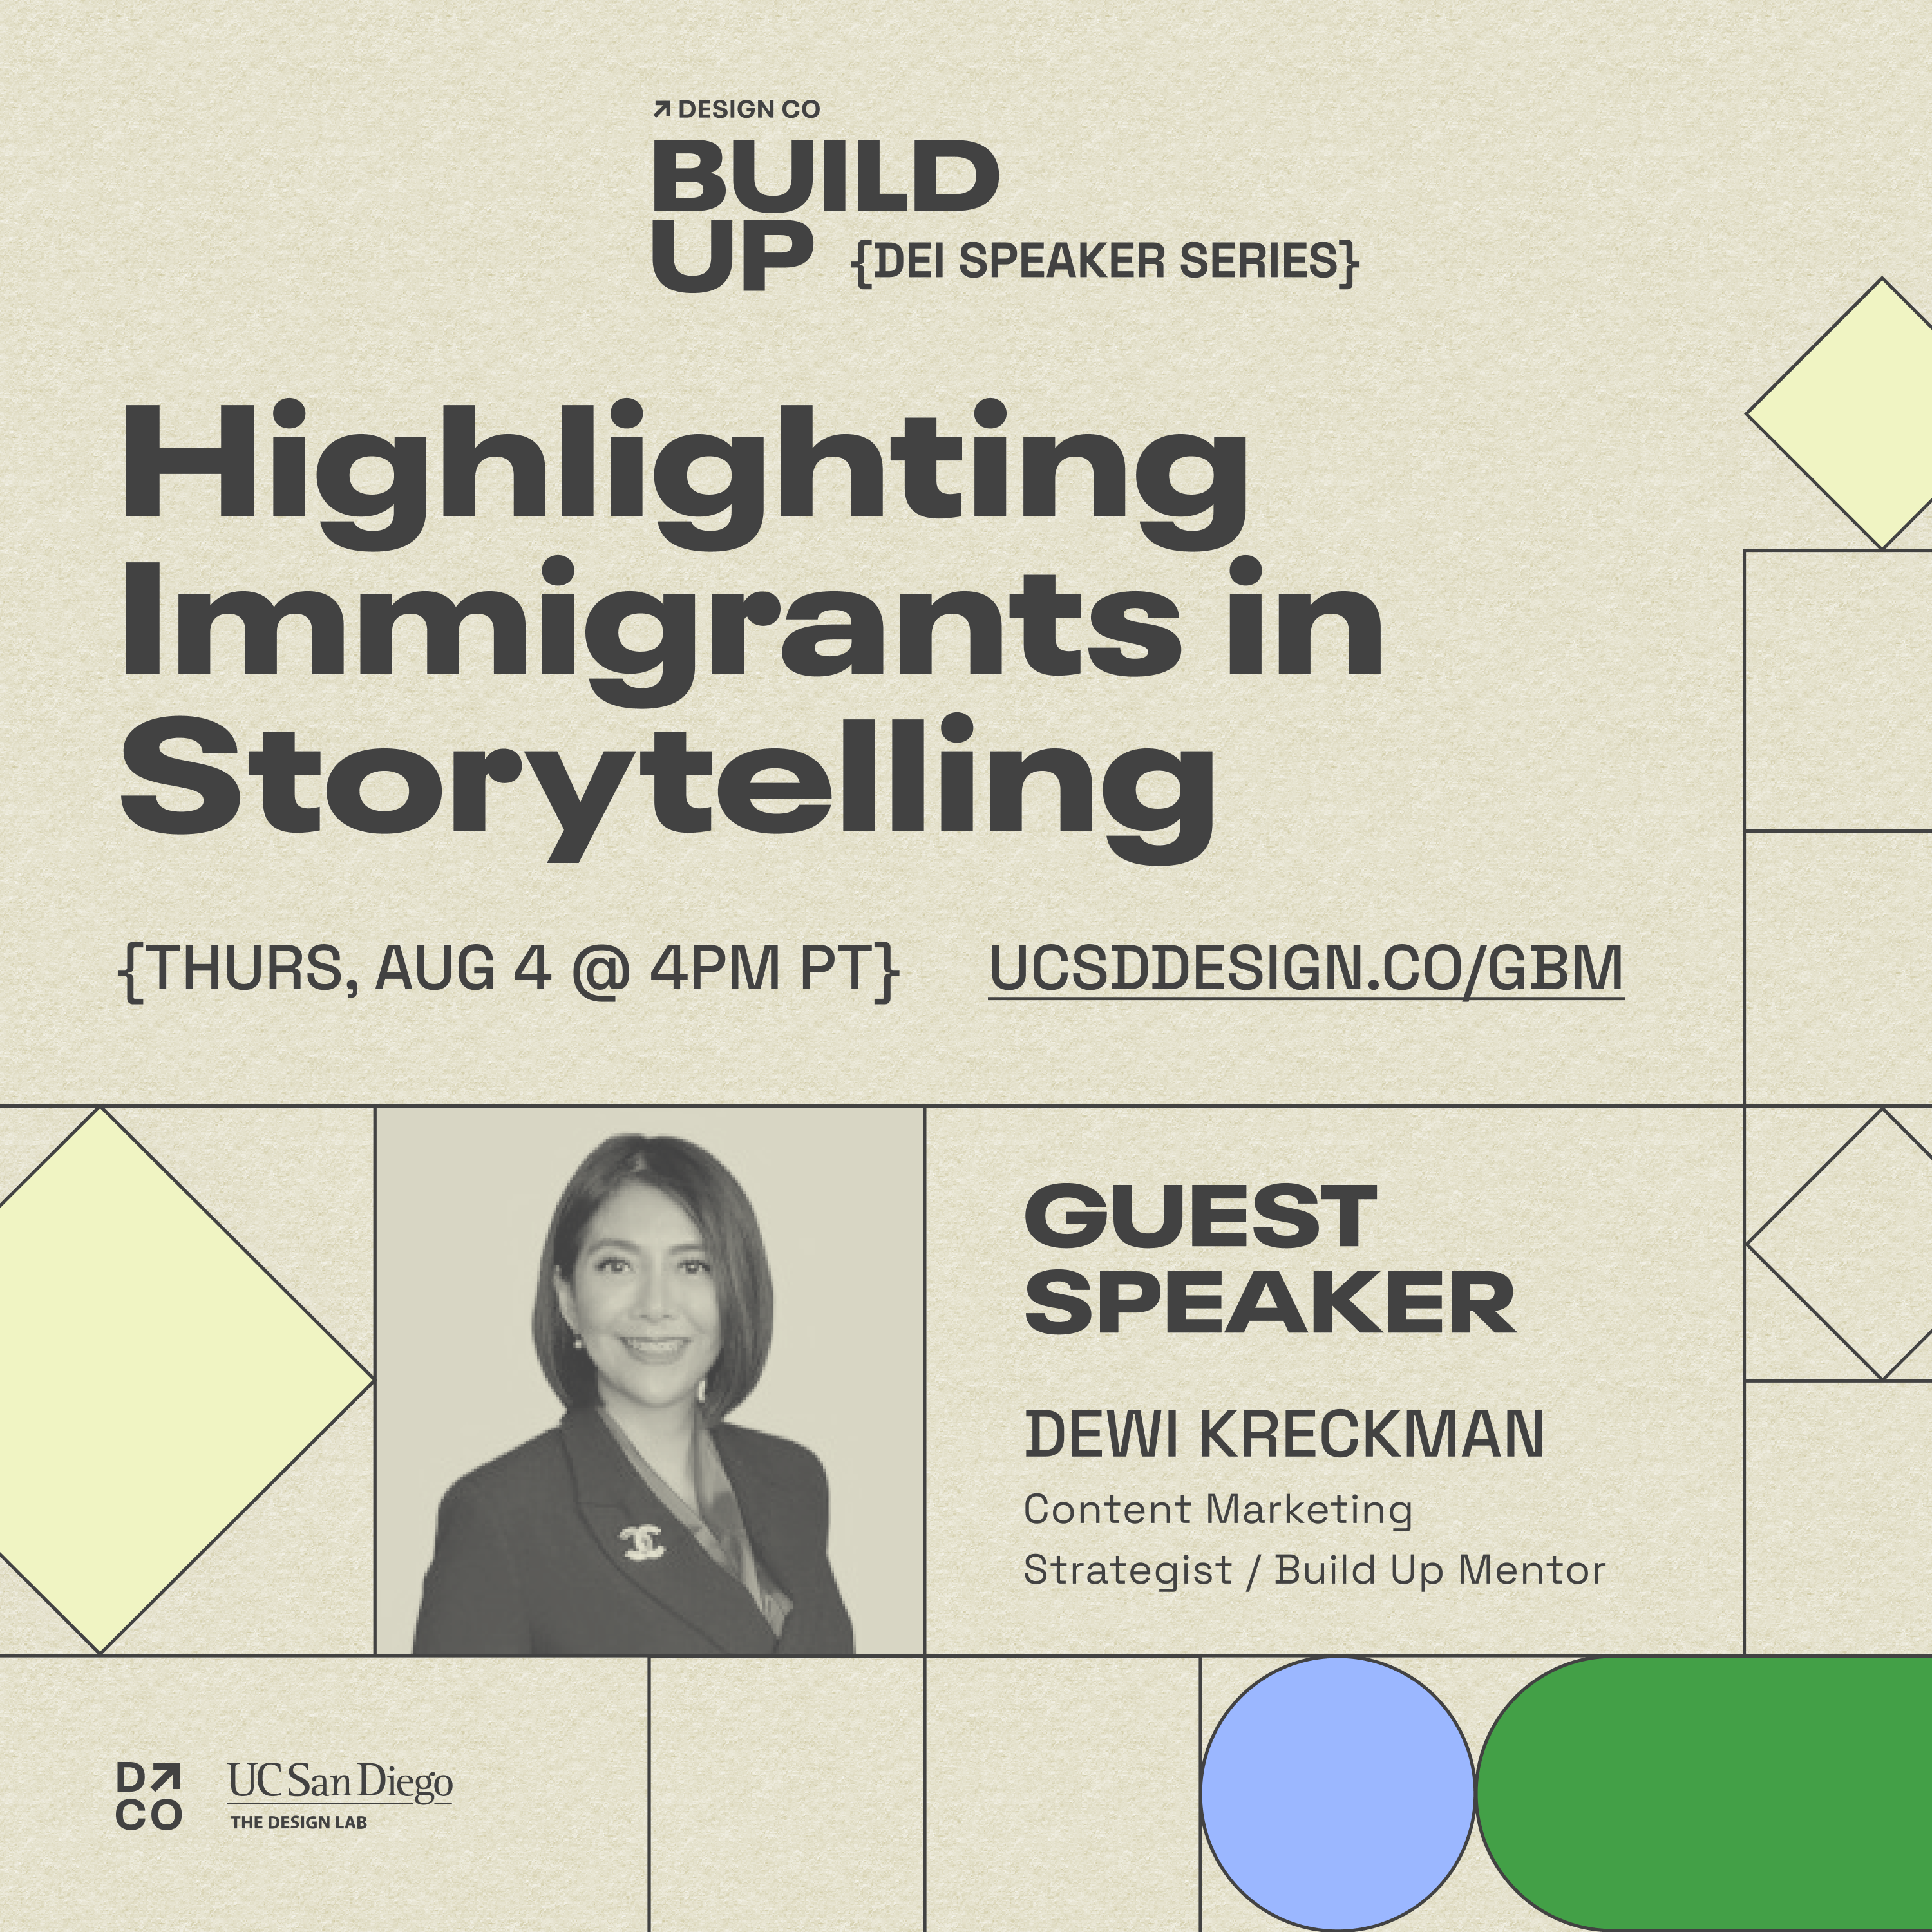 DESIGN CO
BUILD
UP {DEI SPEAKER SERIES}
Highlighting
Immigrants in
Storytelling
{THURS, AUG 4 @ 4PM PT} UCSDDESIGN.CO/GBM
GUEST
SPEAKER
DEWI KRECKMAN
Content Marketing
Strategist / Build Up Mentor
D
CO
UC San Diego
THE DESIGN LAB